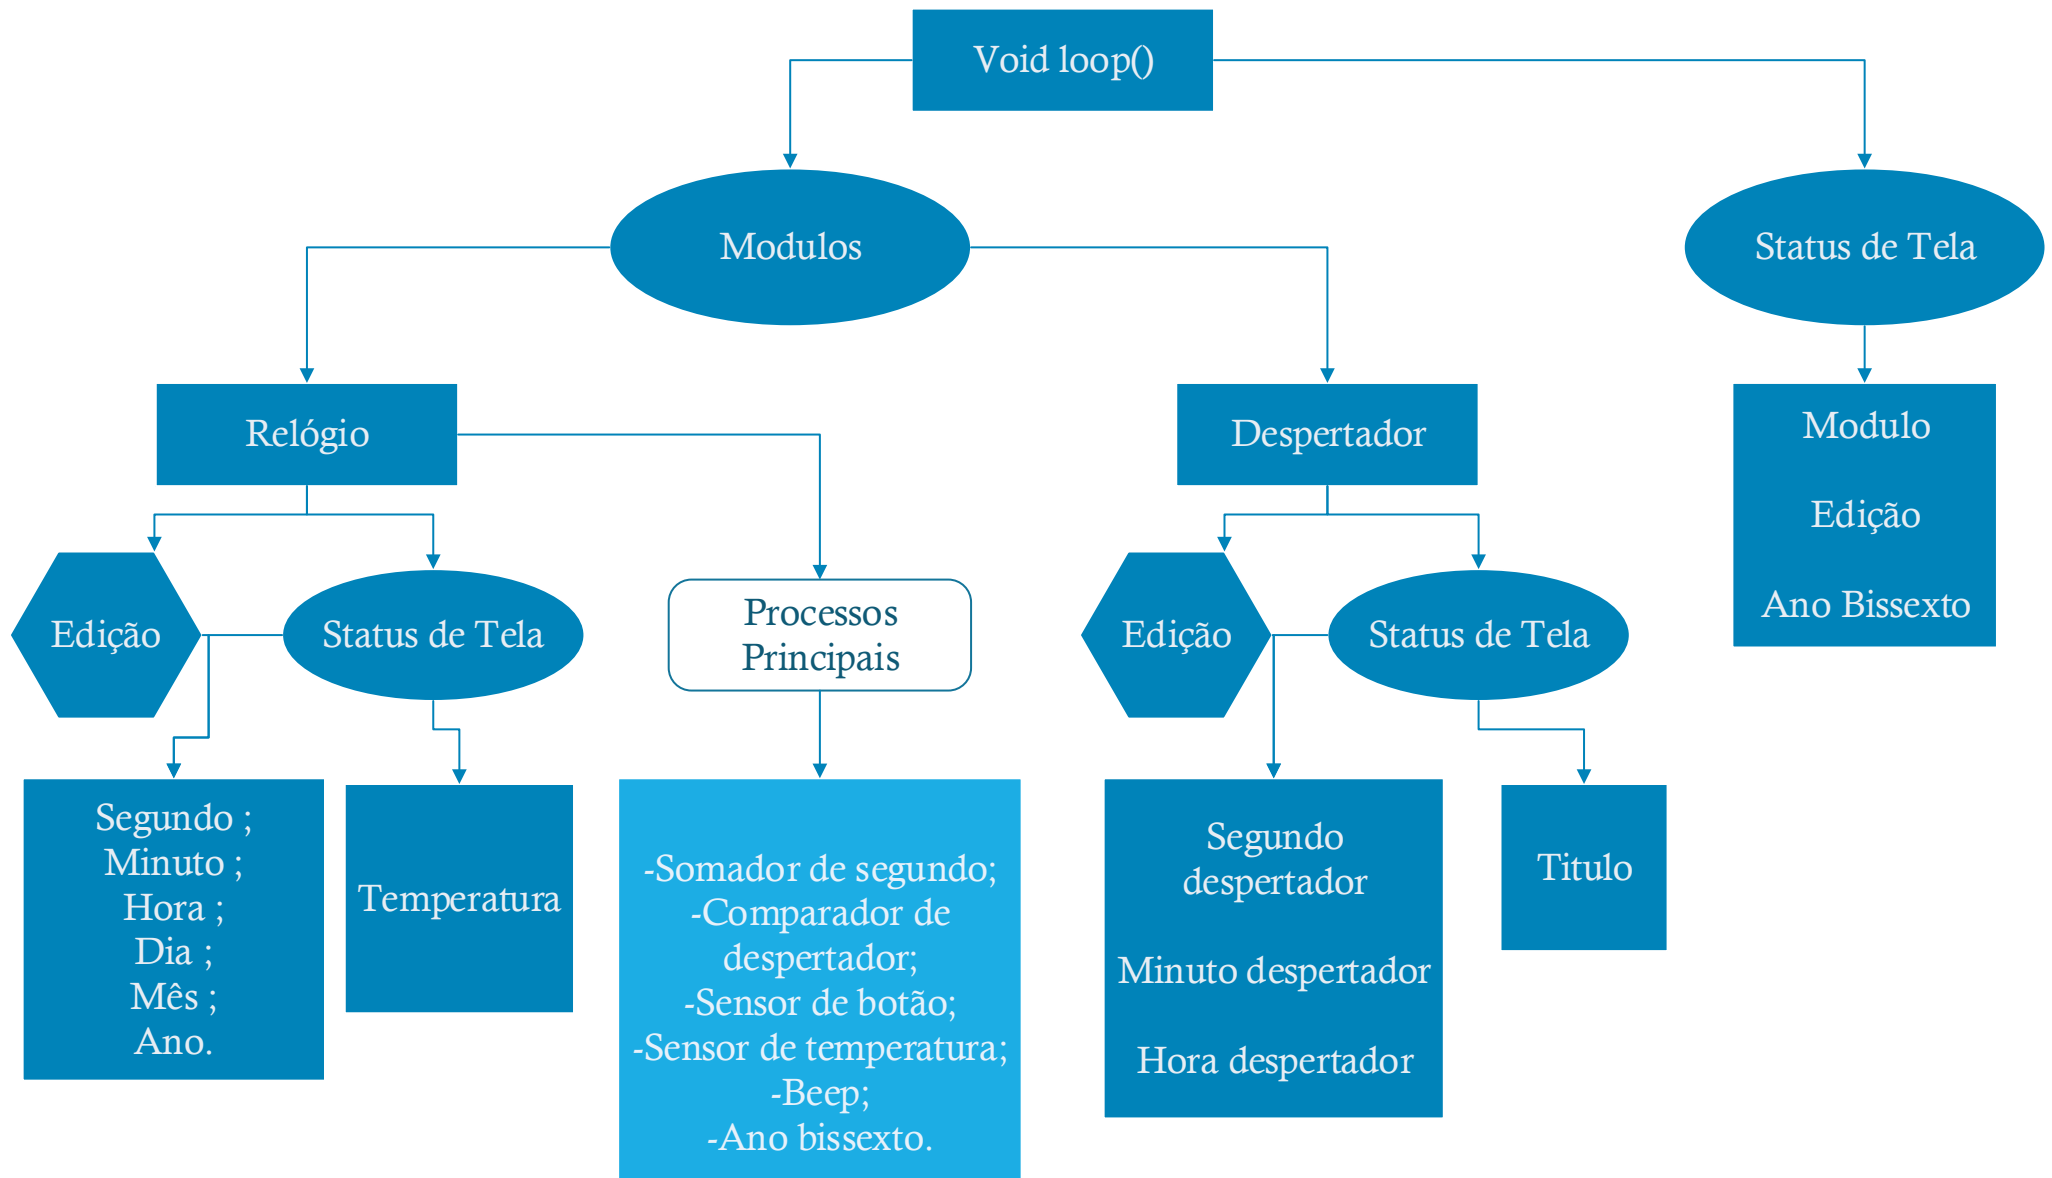 Void loop()
Modulos
Status de Tela
Relógio
Despertador
Modulo
Edição
Ano Bissexto
Edição
Status de Tela
Processos
Principais
Edição
Status de Tela
Segundo ;
Minuto ;
Hora ;
Dia ;
Mês ;
Ano.
Temperatura
-Somador de segundo;
-Comparador de
despertador;
-Sensor de botão;
-Sensor de temperatura;
-Beep;
-Ano bissexto.
Segundo
despertador
Minuto despertador
Hora despertador
Titulo